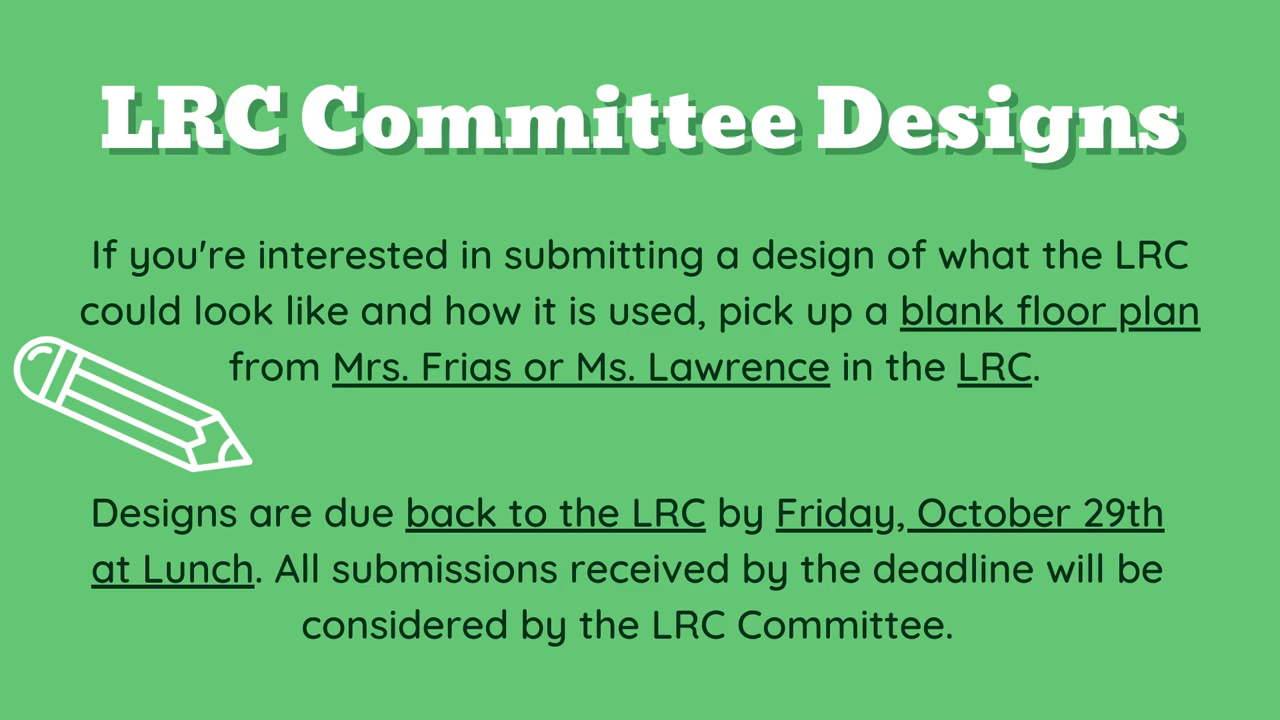 LRC Committee Designs
If you're interested in submitting a design of what the LRC
could look like and how it is used, pick up a blank floor plan
from Mrs. Frias or Ms. Lawrence in the LRC.
Designs are due back to the LRC by Friday, October 29th
at Lunch. All submissions received by the deadline will be
considered by the LRC Committee.